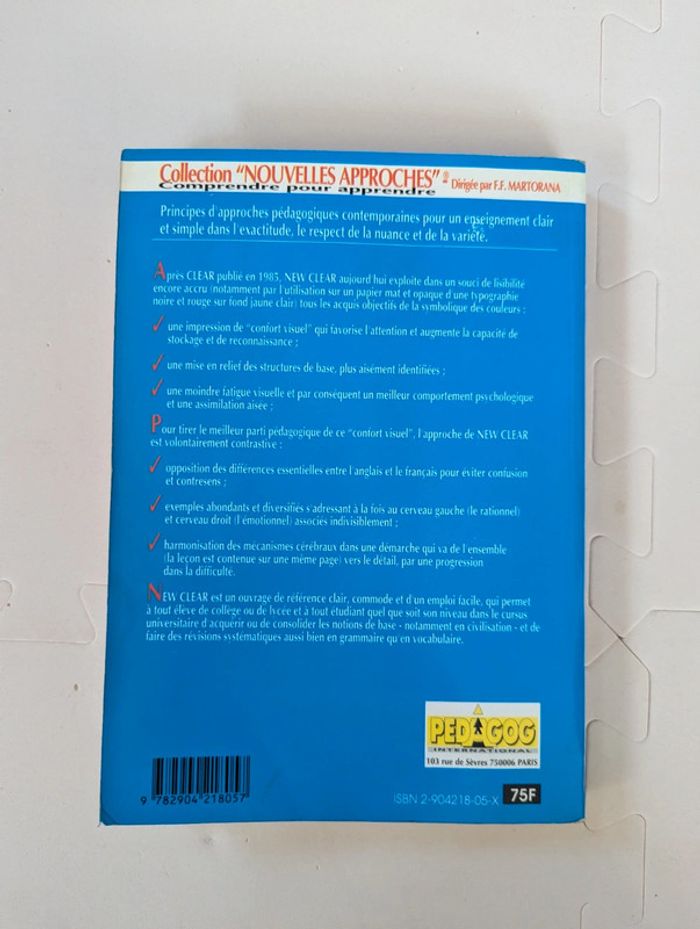 Collection "NOUVELLES APPROCHES"® Dirigée par F.F. MARTORANA
Comprendre pour apprendre
Principes d'approches pédagogiques contemporaines pour un enseignement clair
et simple dans l'exactitude, le respect de la nuance et de la variété.
Après CLEAR publié en 1985, NEW CLEAR aujourd'hui exploite dans un souci de lisibilité
encore accru (notamment par l'utilisation sur un papier mat et opaque d'une typographie
noire et rouge sur fond jaune clair) tous les acquis objectifs de la symbolique des couleurs :
✓ une impression de "confort visuel" qui favorise l'attention et augmente la capacité de
stockage et de reconnaissance ;
✓ une mise en relief des structures de base, plus aisément identifiées ;
✓ une moindre fatigue visuelle et par conséquent un meilleur comportement psychologique
et une assimilation aisée ;
Pour tirer le meilleur parti pédagogique de ce "confort visuel", l'approche de NEW CLEAR
est volontairement contrastive :
✓ opposition des différences essentielles entre l'anglais et le français pour éviter confusion
et contresens ;
✓ exemples abondants et diversifiés s'adressant à la fois au cerveau gauche (le rationnel)
et cerveau droit (l'émotionnel) associés indivisiblement ;
✓ harmonisation des mécanismes cérébraux dans une démarche qui va de l'ensemble
(la leçon est contenue sur une même page) vers le détail, par une progression
dans la difficulté.
NEW CLEAR est un ouvrage de référence clair, commode et d'un emploi facile, qui permet
à tout élève de collège ou de lycée et à tout étudiant quel que soit son niveau dans le cursus
universitaire d'acquérir ou de consolider les notions de base - notamment en civilisation - et de
faire des révisions systématiques aussi bien en grammaire qu'en vocabulaire.
PEDAGOG
INTERNATIONAL
103 rue de Sèvres 750006 PARIS
9 782904 218057
ISBN 2-904218-05-X 75F